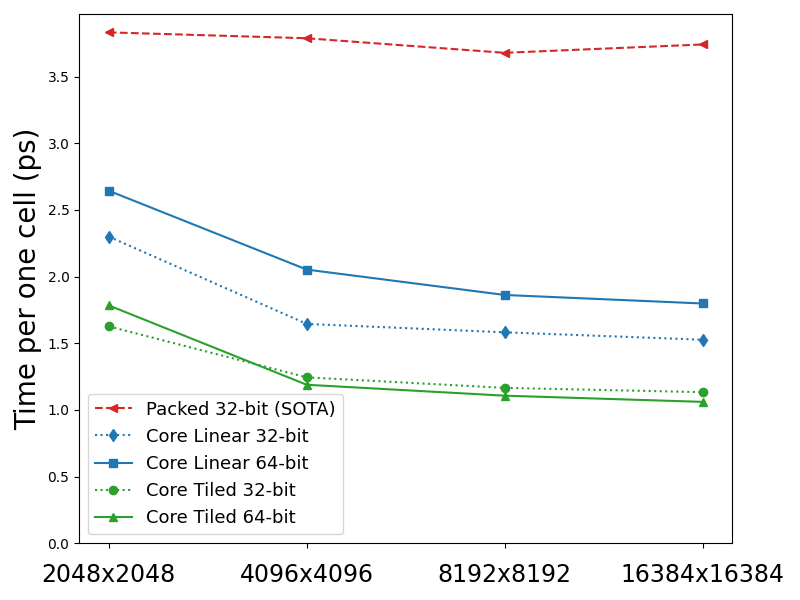 Time per one cell (ps)
3.5
3.0
2.5
2.0
1.5
1.0
0.5
0.0
Packed 32-bit (SOTA)
Core Linear 32-bit
Core Linear 64-bit
Core Tiled 32-bit
Core Tiled 64-bit
2048x2048 4096x4096 8192x8192 16384x16384